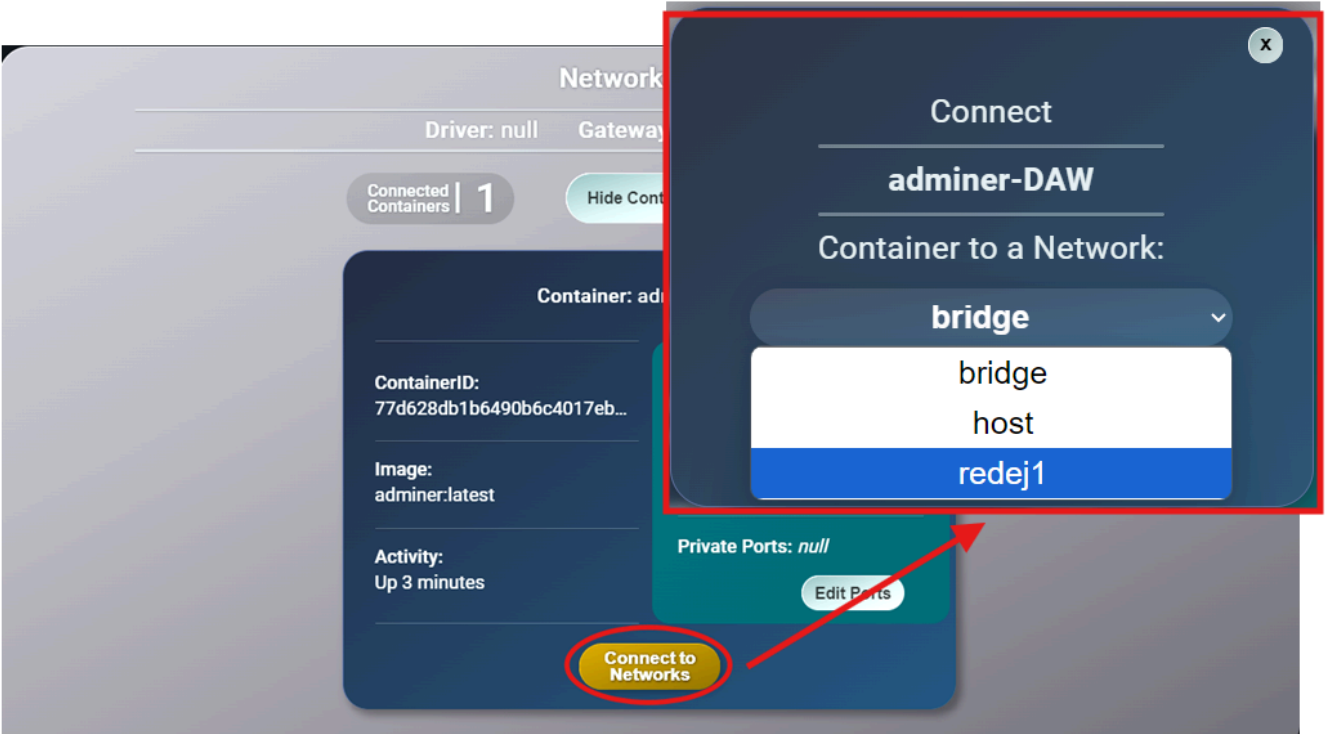 Network
Driver: null Gateway
Connected
Containers
1
Hide Cont
Container: adı
ContainerID:
77d628db1b6490b6c4017eb...
Image:
adminer:latest
Activity:
Up 3 minutes
Private Ports: null
Edit Ports
Connect to
Networks
x
Connect
adminer-DAW
Container to a Network:
bridge
bridge
host
redej1